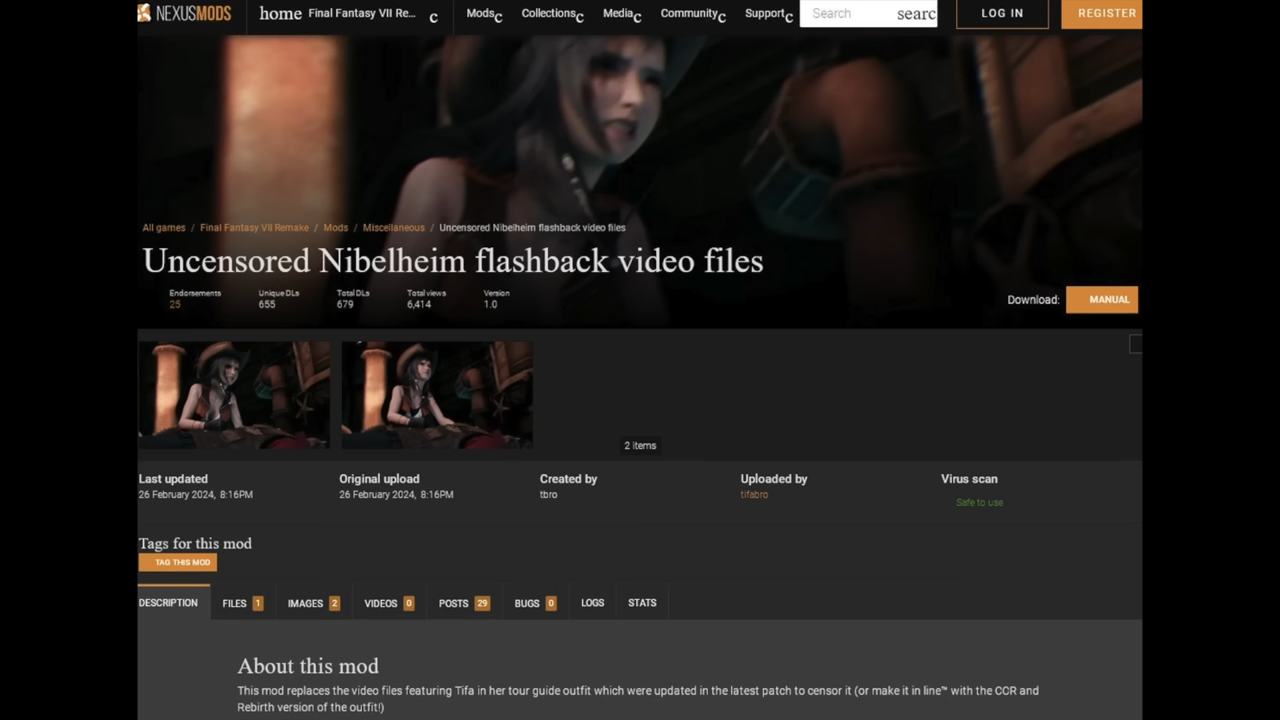 NEXUSMODS home Final Fantasy VII Re... c Modsc Collectionsc Mediac Communityc Supportc Search searc LOG IN REGISTER
All games / Final Fantasy VII Remake / Mods / Miscellaneous / Uncensored Nibelheim flashback video files
Uncensored Nibelheim flashback video files
Endorsements Unique DLs Total DLs Total views Version
25 655 679 6,414 1.0
Download: MANUAL
2 items
Last updated Original upload Created by Uploaded by Virus scan
26 February 2024, 8:16PM 26 February 2024, 8:16PM tbro tifabro Safe to use
Tags for this mod
TAG THIS MOD
DESCRIPTION FILES 1 IMAGES 2 VIDEOS 0 POSTS 29 BUGS 0 LOGS STATS
About this mod
This mod replaces the video files featuring Tifa in her tour guide outfit which were updated in the latest patch to censor it (or make it in line™ with the CCR and
Rebirth version of the outfit!)